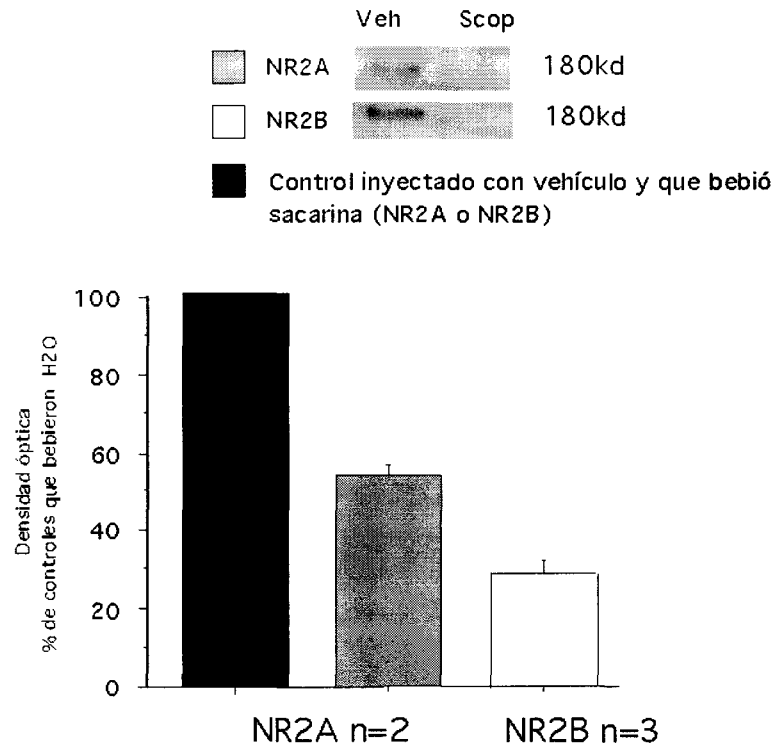 Veh Scop
NR2A 180kd
NR2B 180kd
Control inyectado con vehículo y que bebió
sacarina (NR2A o NR2B)
Densidad óptica
% de controles que bebieron H2O
100
80
60
40
20
0
NR2A n=2 NR2B n=3